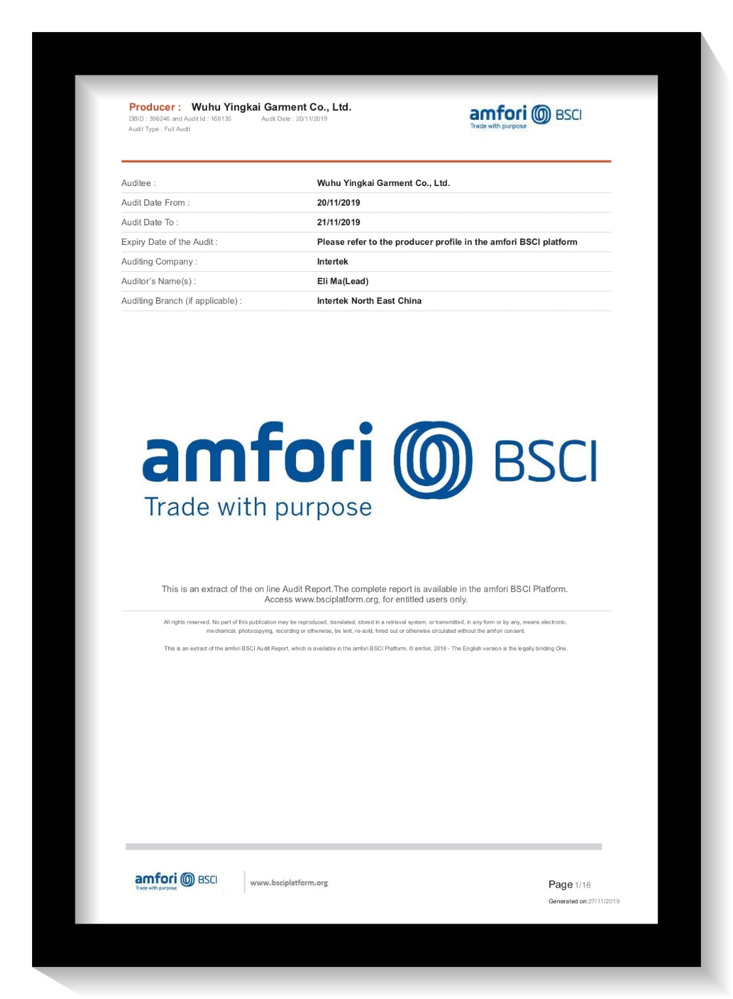 Producer : Wuhu Yingkai Garment Co., Ltd.
DBID : 396246 and Audit Id : 168135 Audit Date : 20/11/2019
Audit Type : Full Audit
amfori BSCI
Trade with purpose
Auditee : Wuhu Yingkai Garment Co., Ltd.
Audit Date From : 20/11/2019
Audit Date To : 21/11/2019
Expiry Date of the Audit : Please refer to the producer profile in the amfori BSCI platform
Auditing Company : Intertek
Auditor's Name(s) : Eli Ma(Lead)
Auditing Branch (if applicable) : Intertek North East China
amfori BSCI
Trade with purpose
This is an extract of the on line Audit Report.The complete report is available in the amfori BSCI Platform.
Access www.bsciplatform.org, for entitled users only.
All rights reserved. No part of this publication may be reproduced, translated, stored in a retrieval system, or transmitted, in any form or by any, means electronic,
mechanical, photocopying, recording or otherwise, be lent, re-sold, hired out or otherwise circulated without the amfori consent.
This is an extract of the amfori BSCI Audit Report, which is available in the amfori BSCI Platform. © amfori, 2018 - The English version is the legally binding One.
amfori BSCI
Trade with purpose
www.bsciplatform.org
Page 1/16
Generated on:27/11/2019